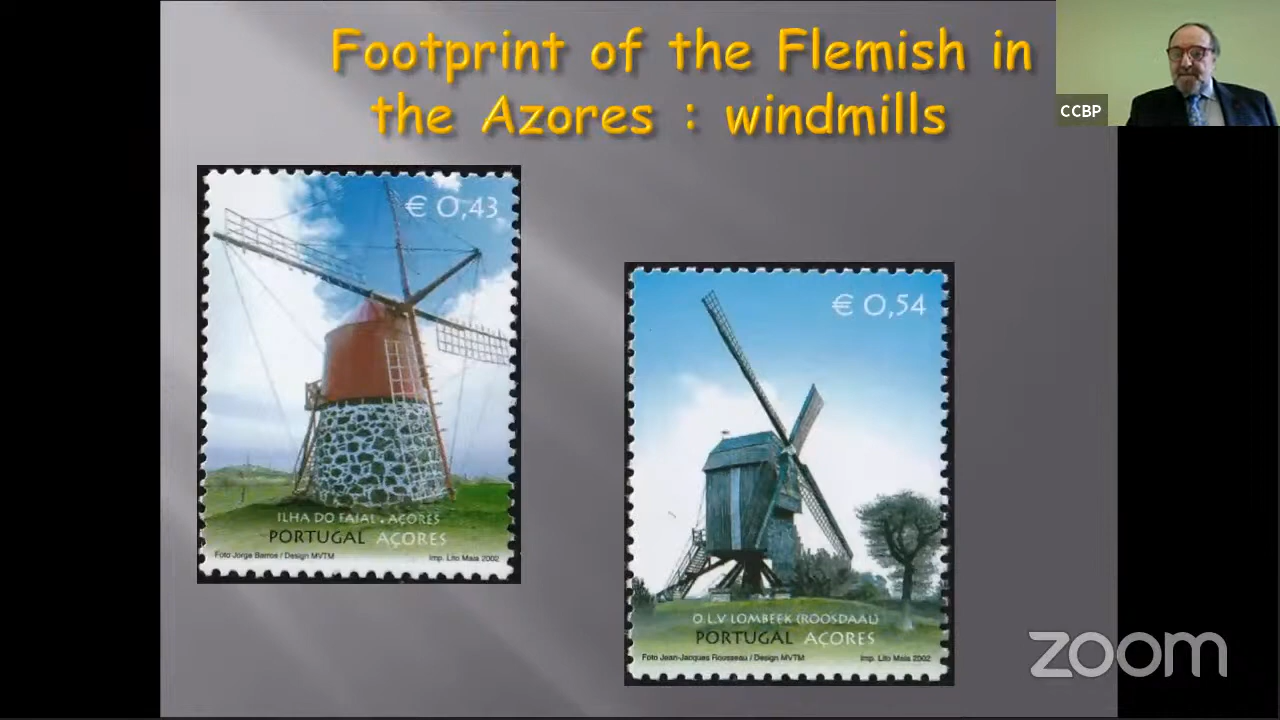 Footprint of the Flemish in
the Azores : windmills
CCBP
€ 0,43
ILHA DO FAIAL . AÇORES
PORTUGAL AÇORES
Foto Jorge Barros / Design MVTM Imp. Lito Maia 2002
€ 0,54
O.L.V LOMBEEK (ROOSDAAL)
PORTUGAL AÇORES
Foto Jean-Jacques Rousseau / Design MVTM Imp. Lito Maia 2002
zoom